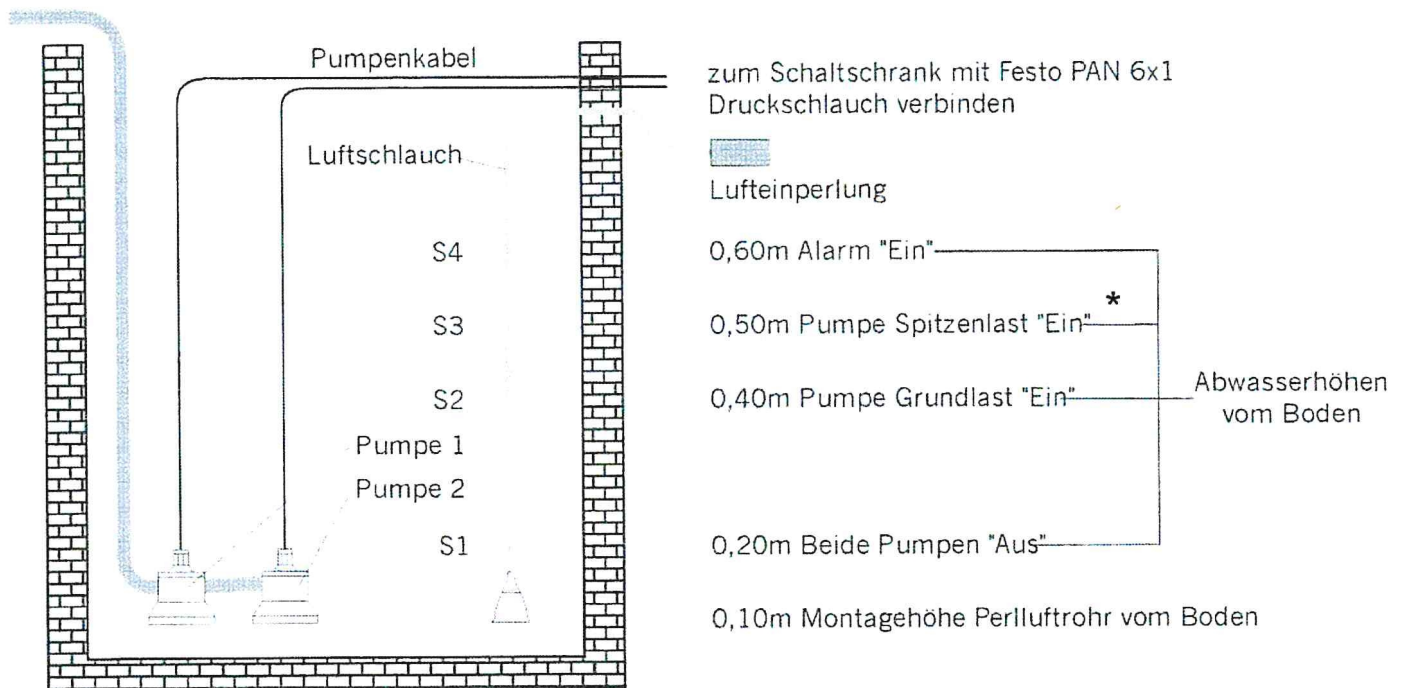 Pumpenkabel
zum Schaltschrank mit Festo PAN 6x1
Druckschlauch verbinden
Luftschlauch
Lufteinperlung
S4
0,60m Alarm "Ein"
*
S3
0,50m Pumpe Spitzenlast "Ein"
S2
0,40m Pumpe Grundlast "Ein"
Abwasserhöhen
vom Boden
Pumpe 1
Pumpe 2
S1
0,20m Beide Pumpen "Aus"
0,10m Montagehöhe Perlluftrohr vom Boden